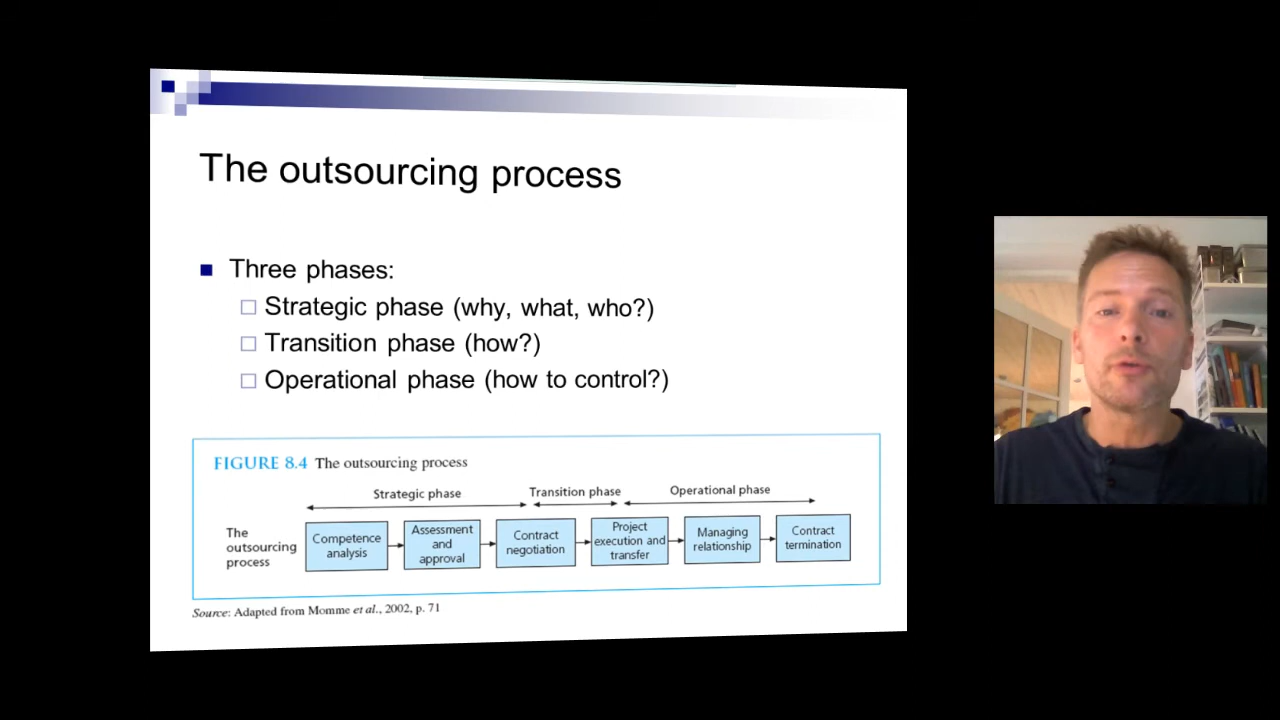 The outsourcing process
Three phases:
Strategic phase (why, what, who?)
Transition phase (how?)
Operational phase (how to control?)
FIGURE 8.4 The outsourcing process
Strategic phase
Transition phase
Operational phase
The
outsourcing
process
Competence
analysis
Assessment
and
approval
Contract
negotiation
Project
execution and
transfer
Managing
relationship
Contract
termination
Source: Adapted from Momme et al., 2002, p. 71